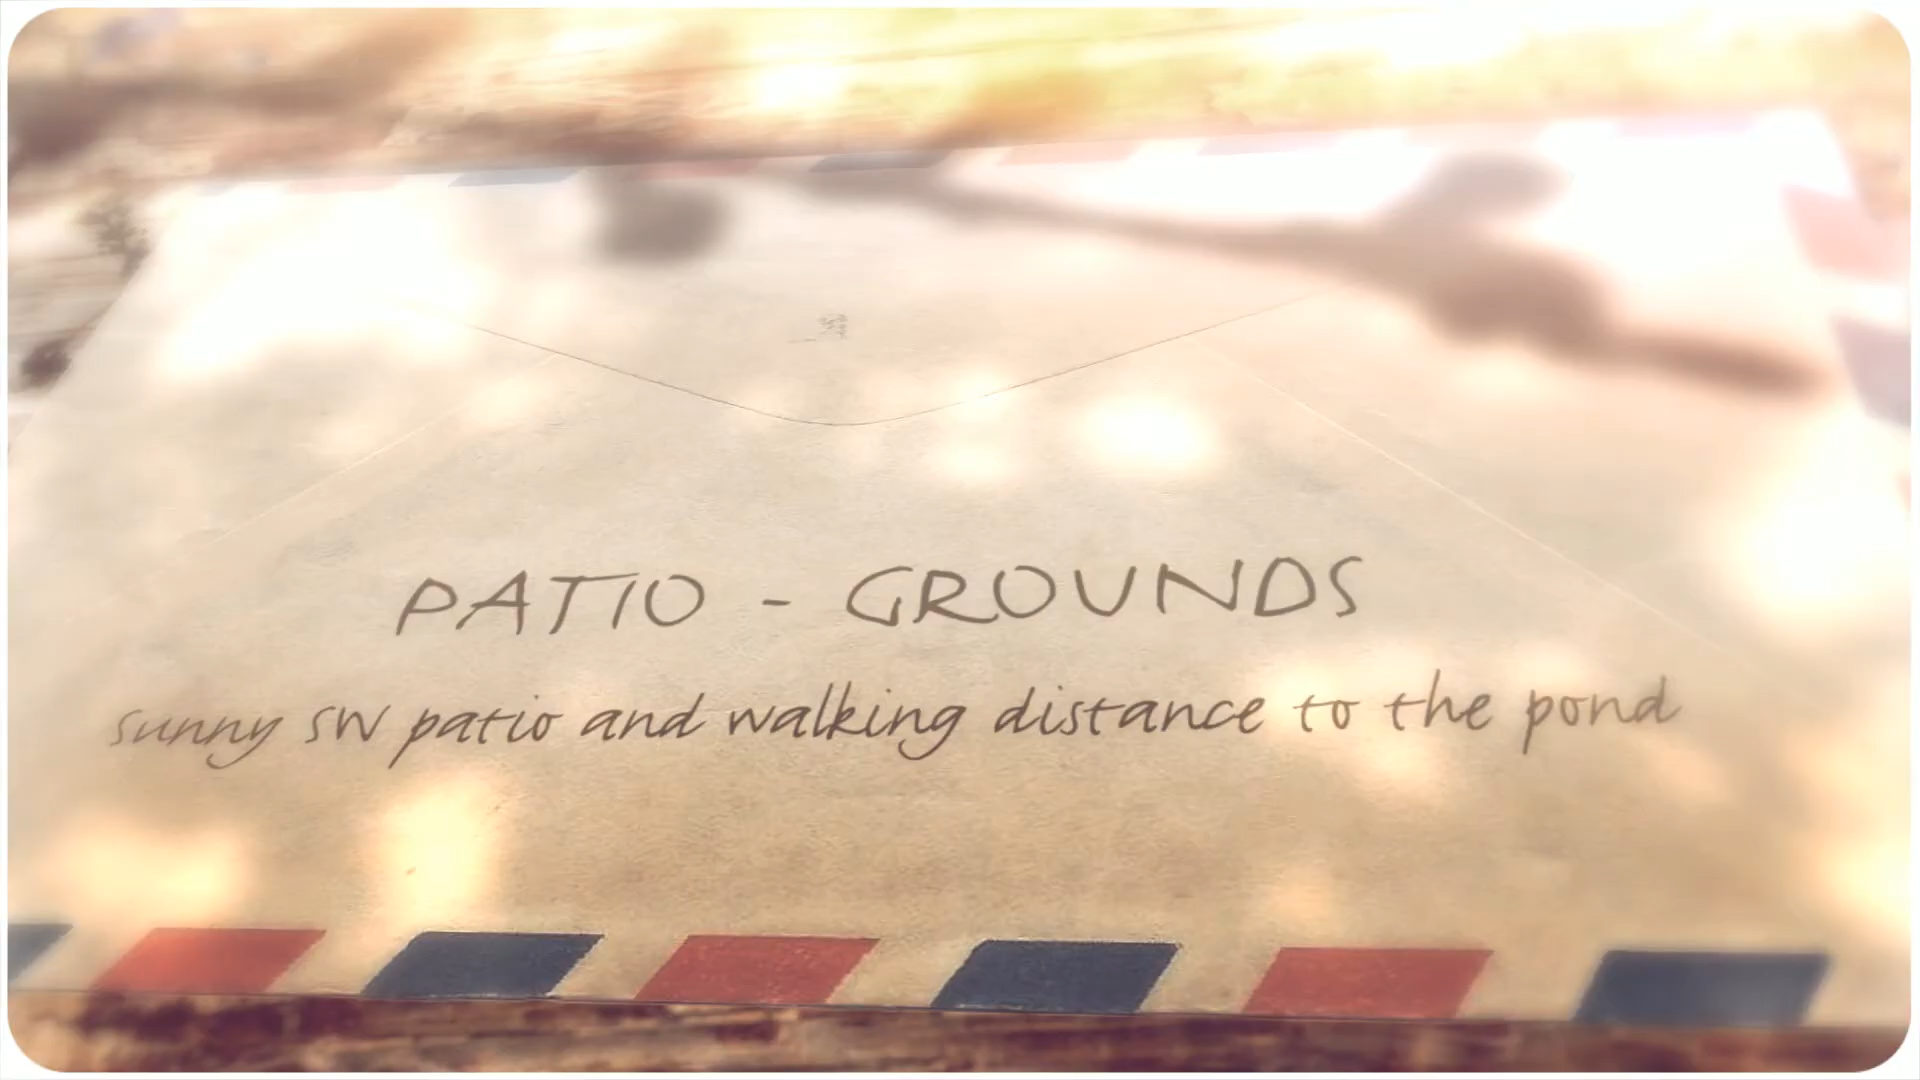 PATIO - GROUNDS
sunny SW patio and walking distance to the pond